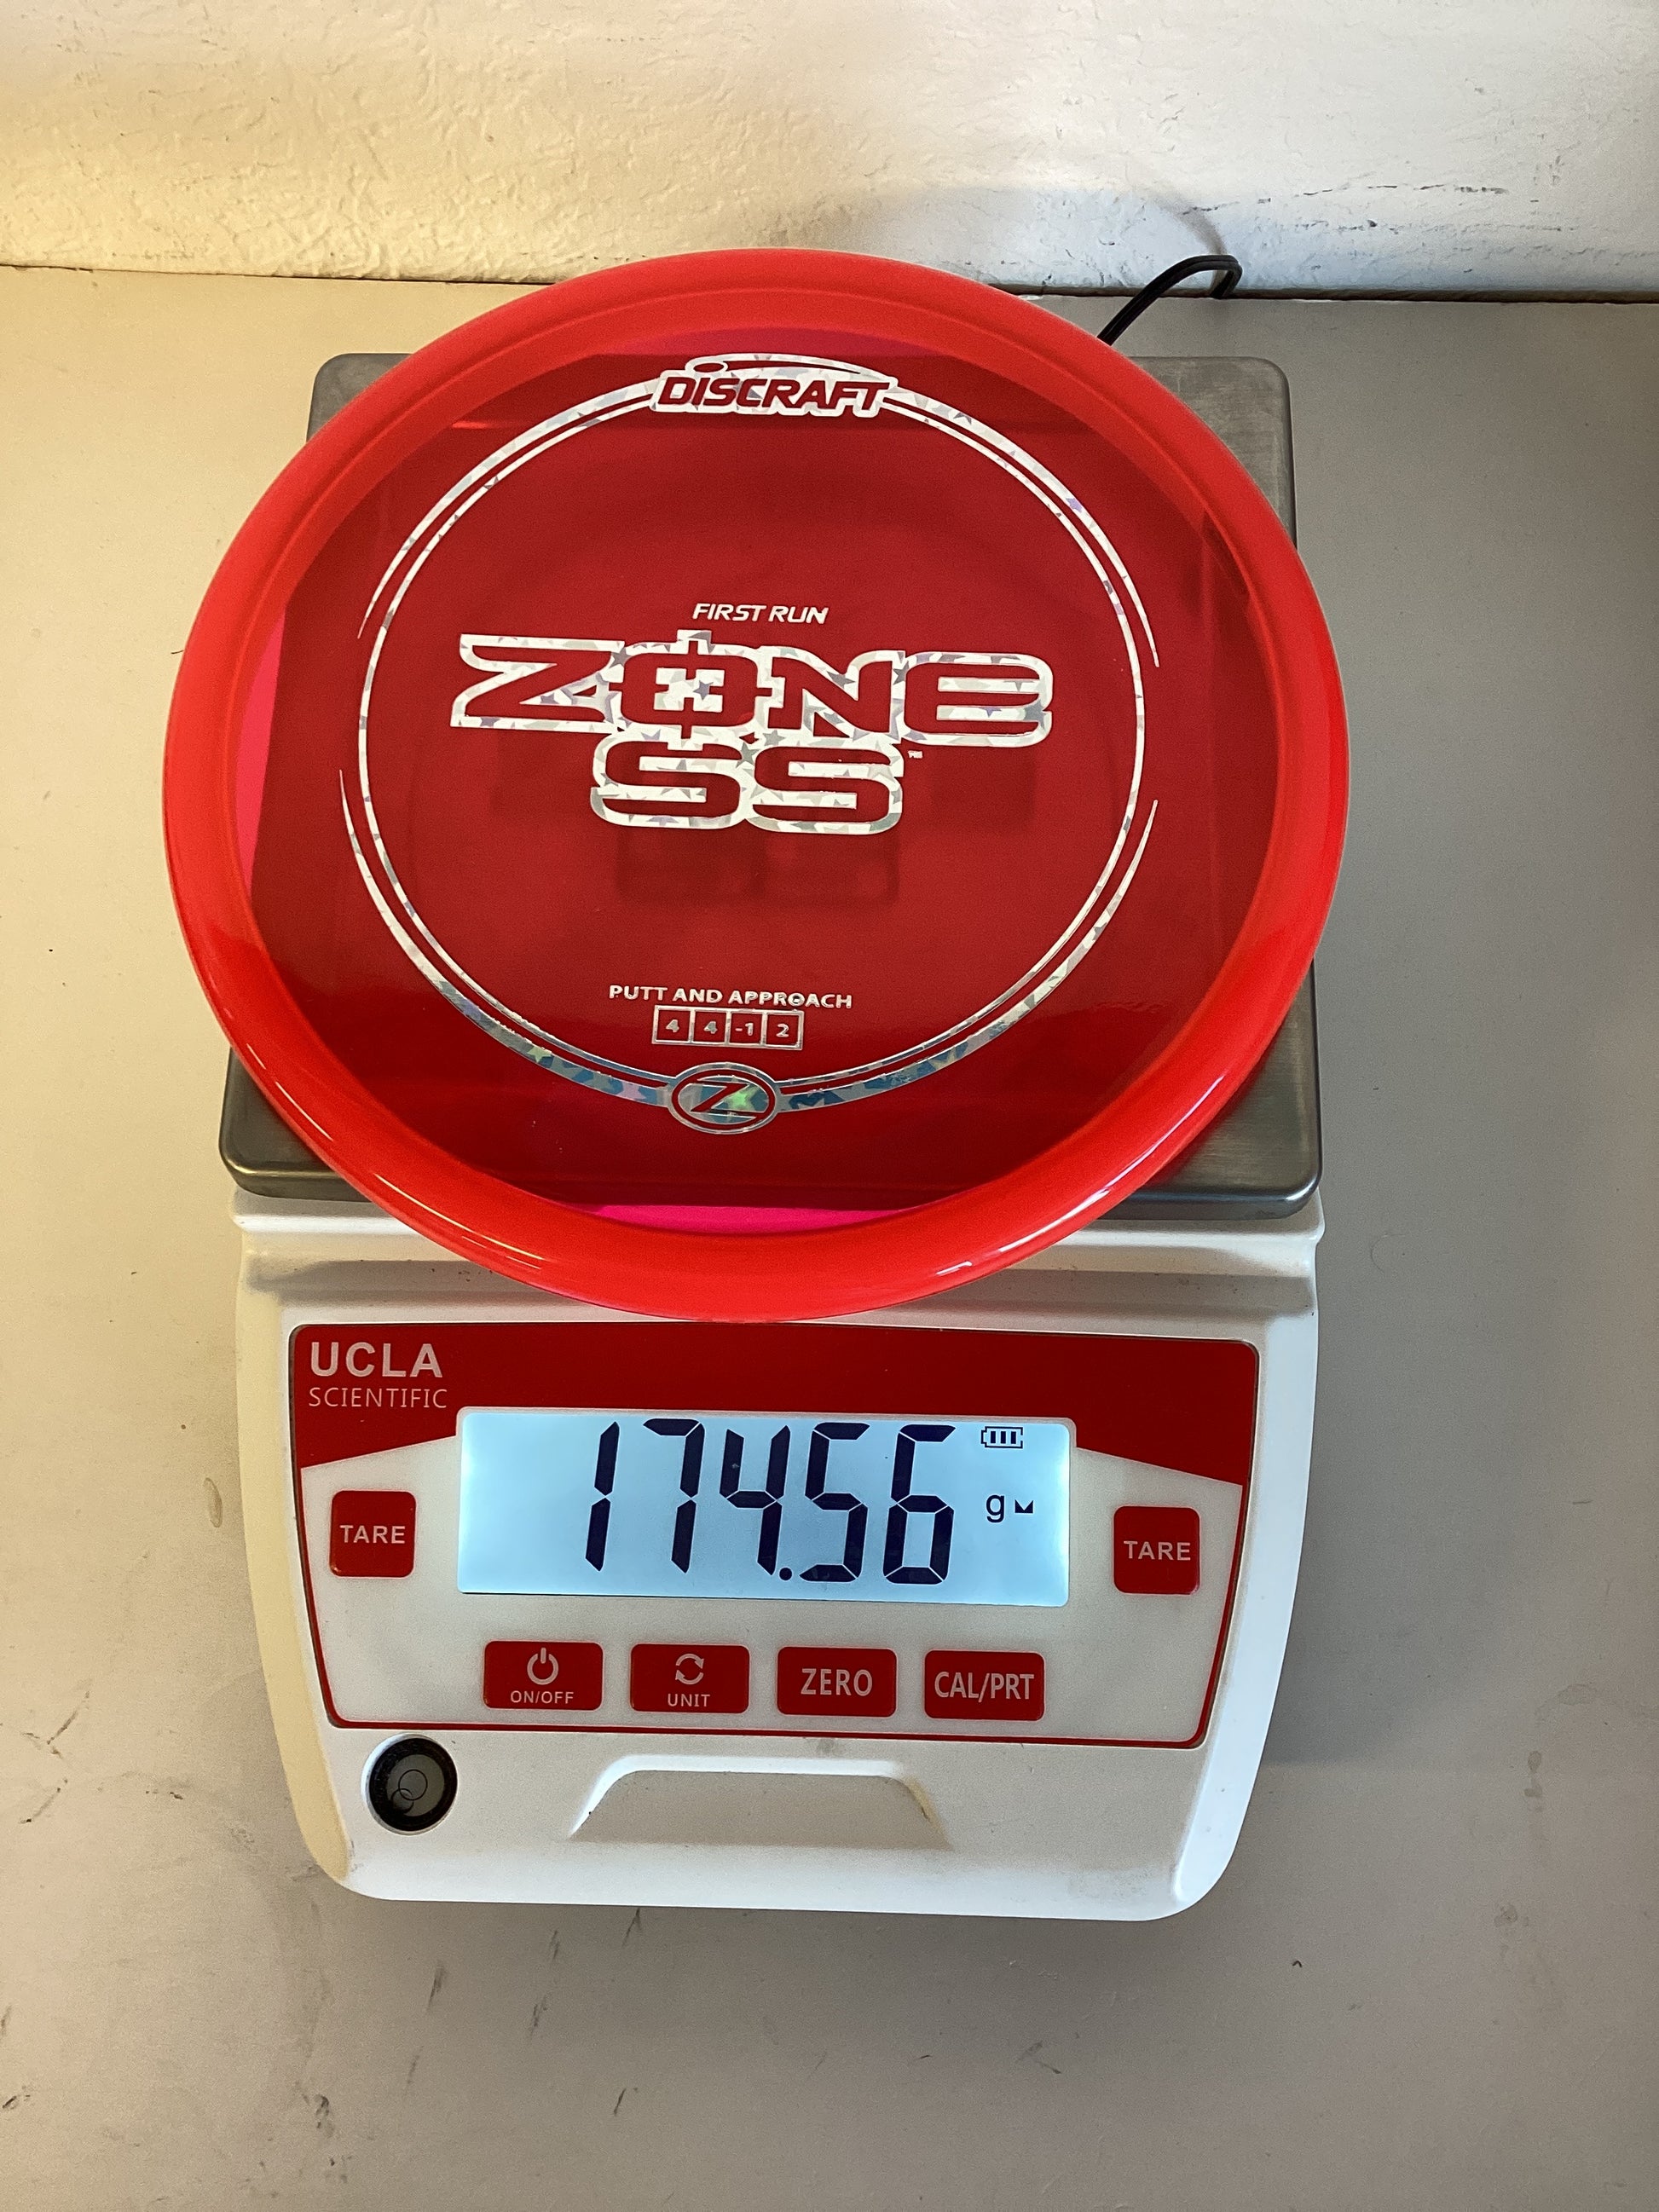 DISCRAFT
FIRST RUN
ZONE
SS™
PUTT AND APPROACH
4 4 -1 2
Z
UCLA
SCIENTIFIC
174.56 g
TARE
TARE
ON/OFF
UNIT
ZERO
CAL/PRT